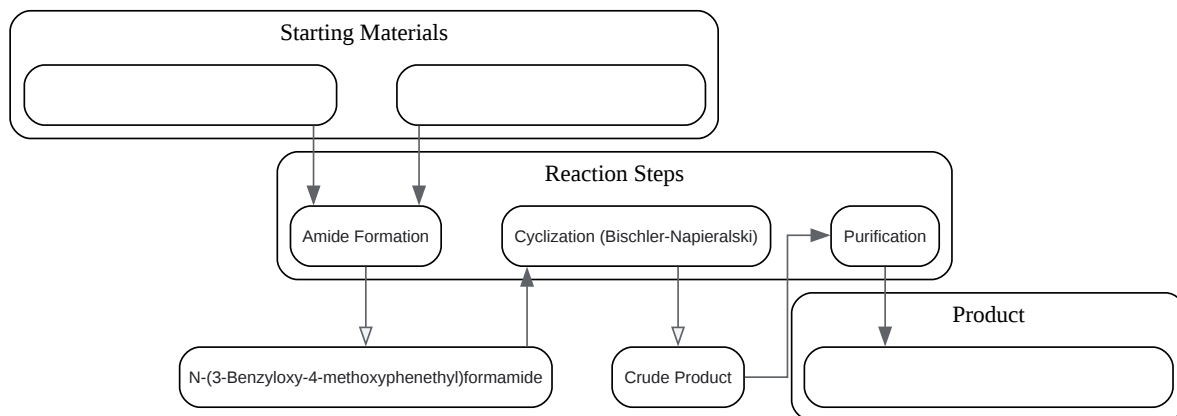 Starting Materials
Reaction Steps
Amide Formation
Cyclization (Bischler-Napieralski)
Purification
Product
N-(3-Benzyloxy-4-methoxyphenethyl)formamide
Crude Product